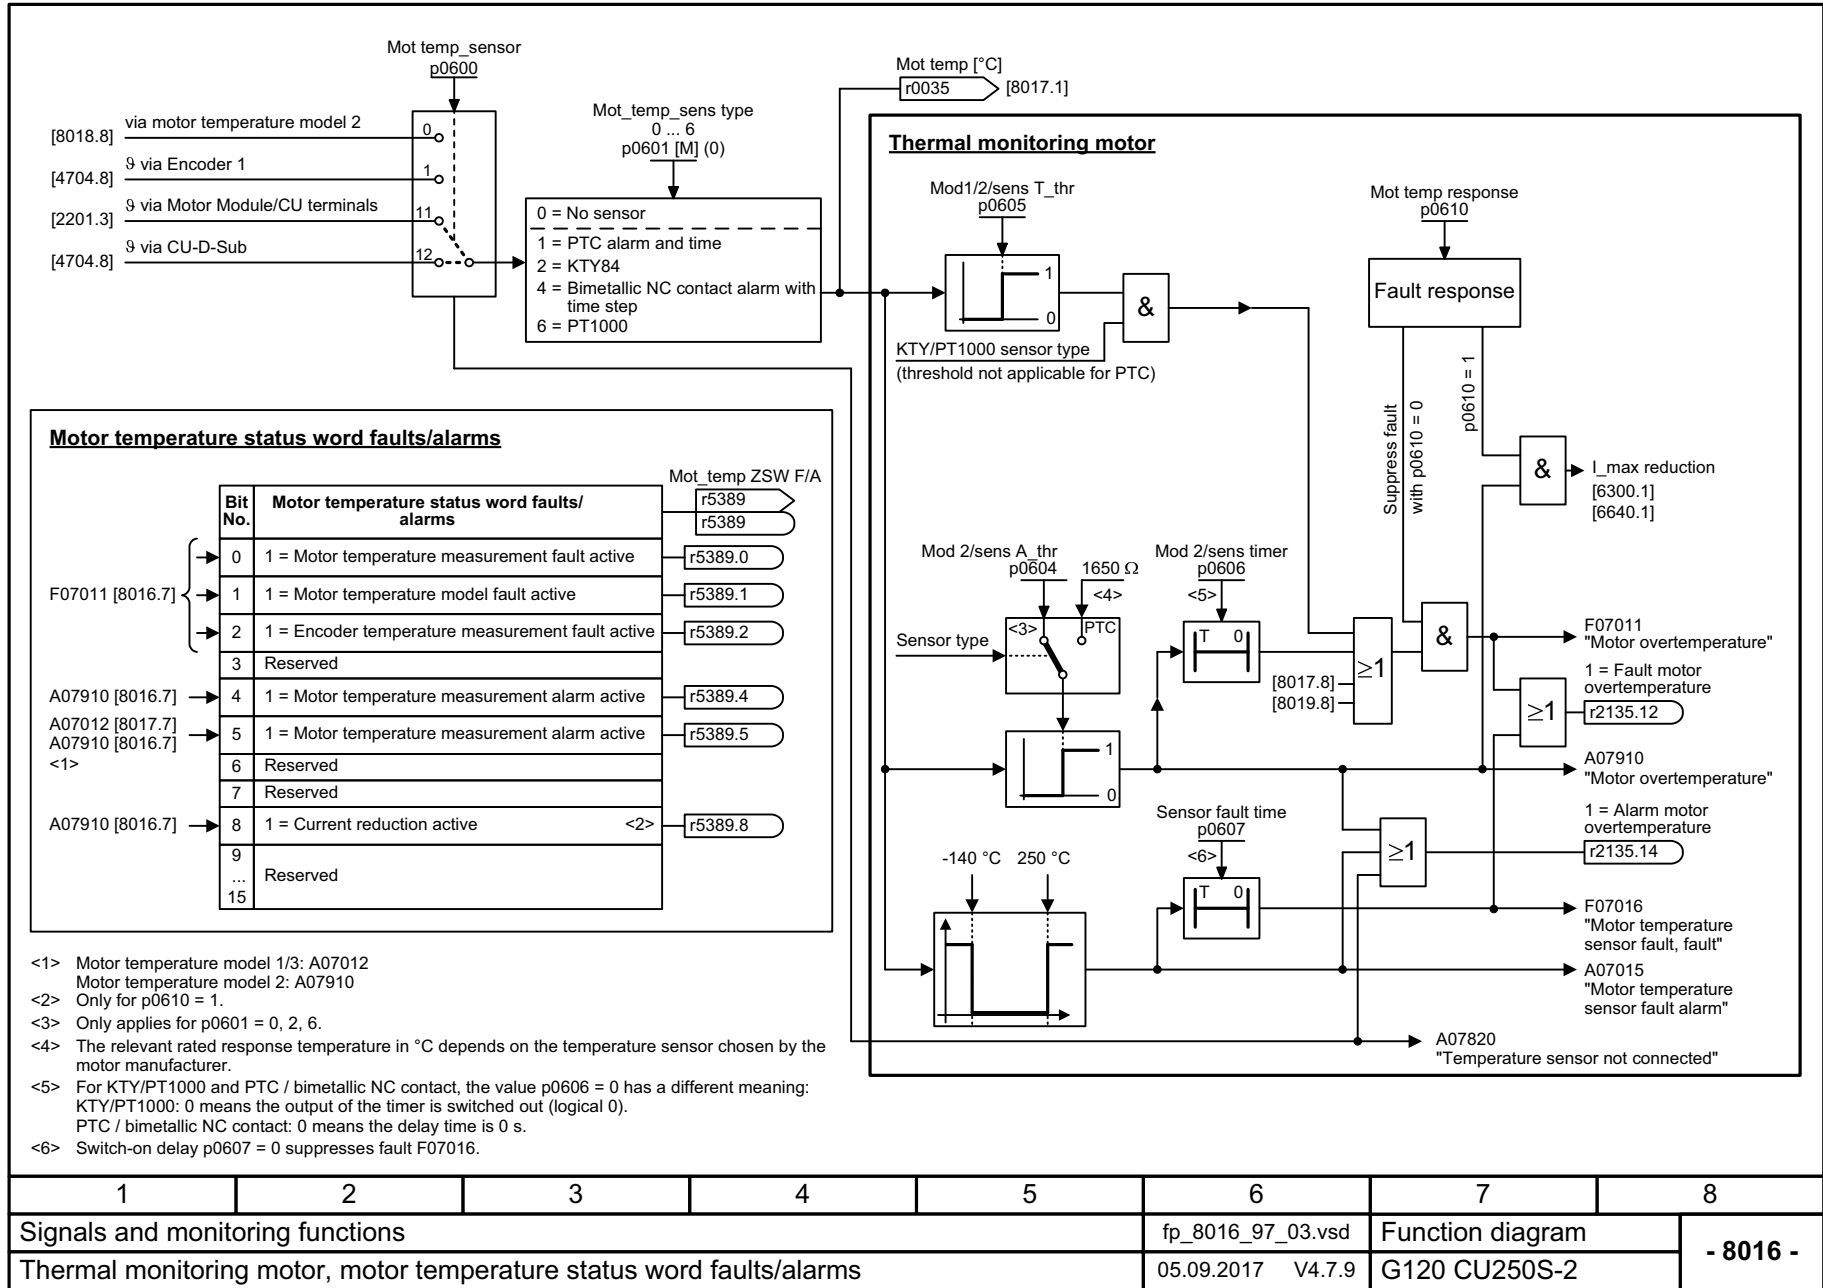 Mot temp_sensor
p0600
[8018.8] via motor temperature model 2
0
[4704.8] ϑ via Encoder 1
1
[2201.3] ϑ via Motor Module/CU terminals
11
[4704.8] ϑ via CU-D-Sub
12
Mot_temp_sens type
0 ... 6
p0601 [M] (0)
0 = No sensor
1 = PTC alarm and time
2 = KTY84
4 = Bimetallic NC contact alarm with
time step
6 = PT1000
Mot temp [°C]
r0035 [8017.1]
Thermal monitoring motor
Mod1/2/sens T_thr
p0605
1
0
KTY/PT1000 sensor type
(threshold not applicable for PTC)
&
Mot temp response
p0610
Fault response
Suppress fault
with p0610 = 0
p0610 = 1
&
I_max reduction
[6300.1]
[6640.1]
Mod 2/sens A_thr
p0604
1650 Ω
<4>
<3>
PTC
Sensor type
1
0
Mod 2/sens timer
p0606
<5>
T 0
[8017.8]
[8019.8]
≥1
&
F07011
"Motor overtemperature"
1 = Fault motor
overtemperature
≥1
r2135.12
A07910
"Motor overtemperature"
Sensor fault time
p0607
<6>
T 0
≥1
1 = Alarm motor
overtemperature
r2135.14
-140 °C 250 °C
F07016
"Motor temperature
sensor fault, fault"
A07015
"Motor temperature
sensor fault alarm"
A07820
"Temperature sensor not connected"
Motor temperature status word faults/alarms
Mot_temp ZSW F/A
r5389
r5389
Bit
No.
Motor temperature status word faults/
alarms
F07011 [8016.7]
0 1 = Motor temperature measurement fault active r5389.0
1 1 = Motor temperature model fault active r5389.1
2 1 = Encoder temperature measurement fault active r5389.2
3 Reserved
A07910 [8016.7] 4 1 = Motor temperature measurement alarm active r5389.4
A07012 [8017.7]
A07910 [8016.7]
<1>
5 1 = Motor temperature measurement alarm active r5389.5
6 Reserved
7 Reserved
A07910 [8016.7] 8 1 = Current reduction active <2> r5389.8
9
...
15
Reserved
<1> Motor temperature model 1/3: A07012
Motor temperature model 2: A07910
<2> Only for p0610 = 1.
<3> Only applies for p0601 = 0, 2, 6.
<4> The relevant rated response temperature in °C depends on the temperature sensor chosen by the
motor manufacturer.
<5> For KTY/PT1000 and PTC / bimetallic NC contact, the value p0606 = 0 has a different meaning:
KTY/PT1000: 0 means the output of the timer is switched out (logical 0).
PTC / bimetallic NC contact: 0 means the delay time is 0 s.
<6> Switch-on delay p0607 = 0 suppresses fault F07016.
1 2 3 4 5 6 7 8
Signals and monitoring functions
fp_8016_97_03.vsd
Function diagram
- 8016 -
Thermal monitoring motor, motor temperature status word faults/alarms
05.09.2017 V4.7.9
G120 CU250S-2